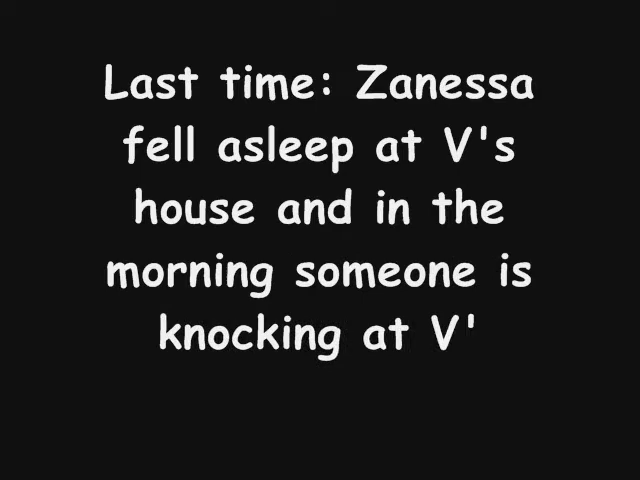 Last time: Zanessa
fell asleep at V's
house and in the
morning someone is
knocking at V'